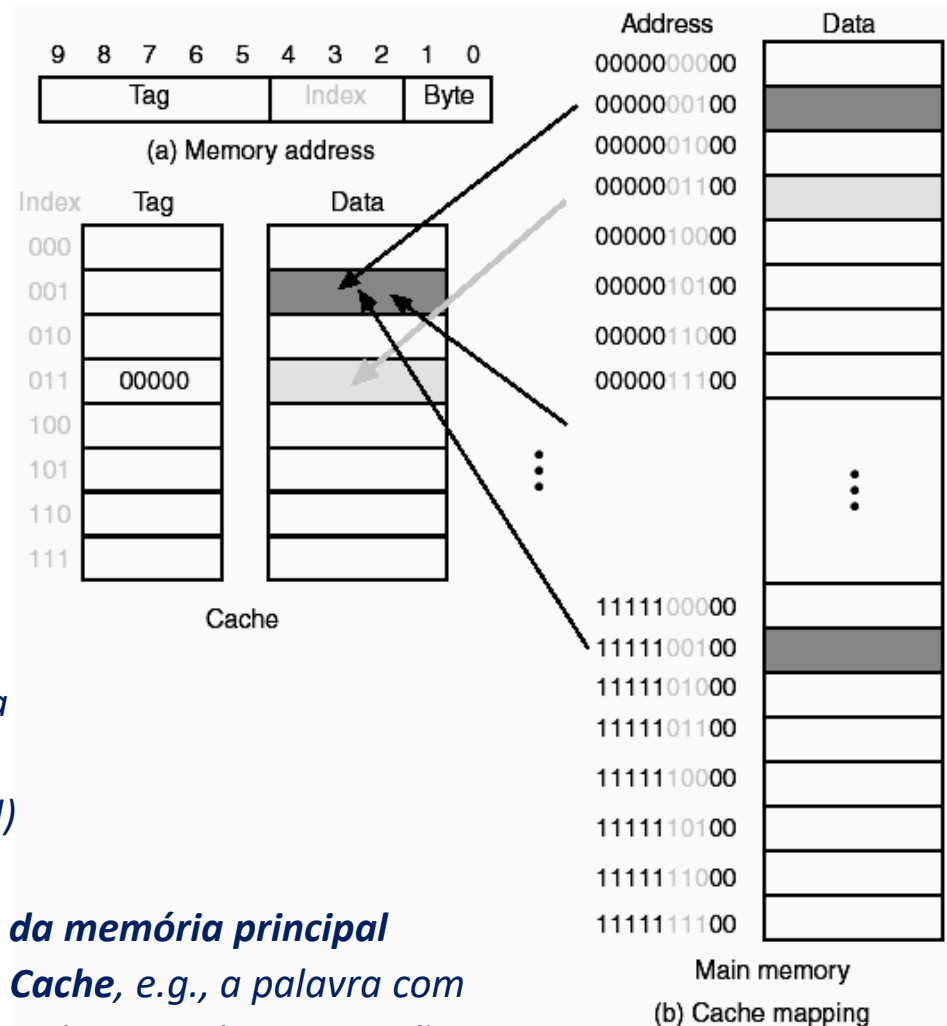 9 8 7 6 5 4 3 2 1 0
Tag Index Byte
(a) Memory address
Index Tag Data
000
001
010
011 00000
100
101
110
111
Cache
Address Data
0000000000
0000000100
0000001000
0000001100
0000010000
0000010100
0000011000
0000011100
1111100000
1111100100
1111101000
1111101100
1111110000
1111110100
1111111000
1111111100
Main memory
(b) Cache mapping
a
l)
da memória principal
Cache, e.g., a palavra com